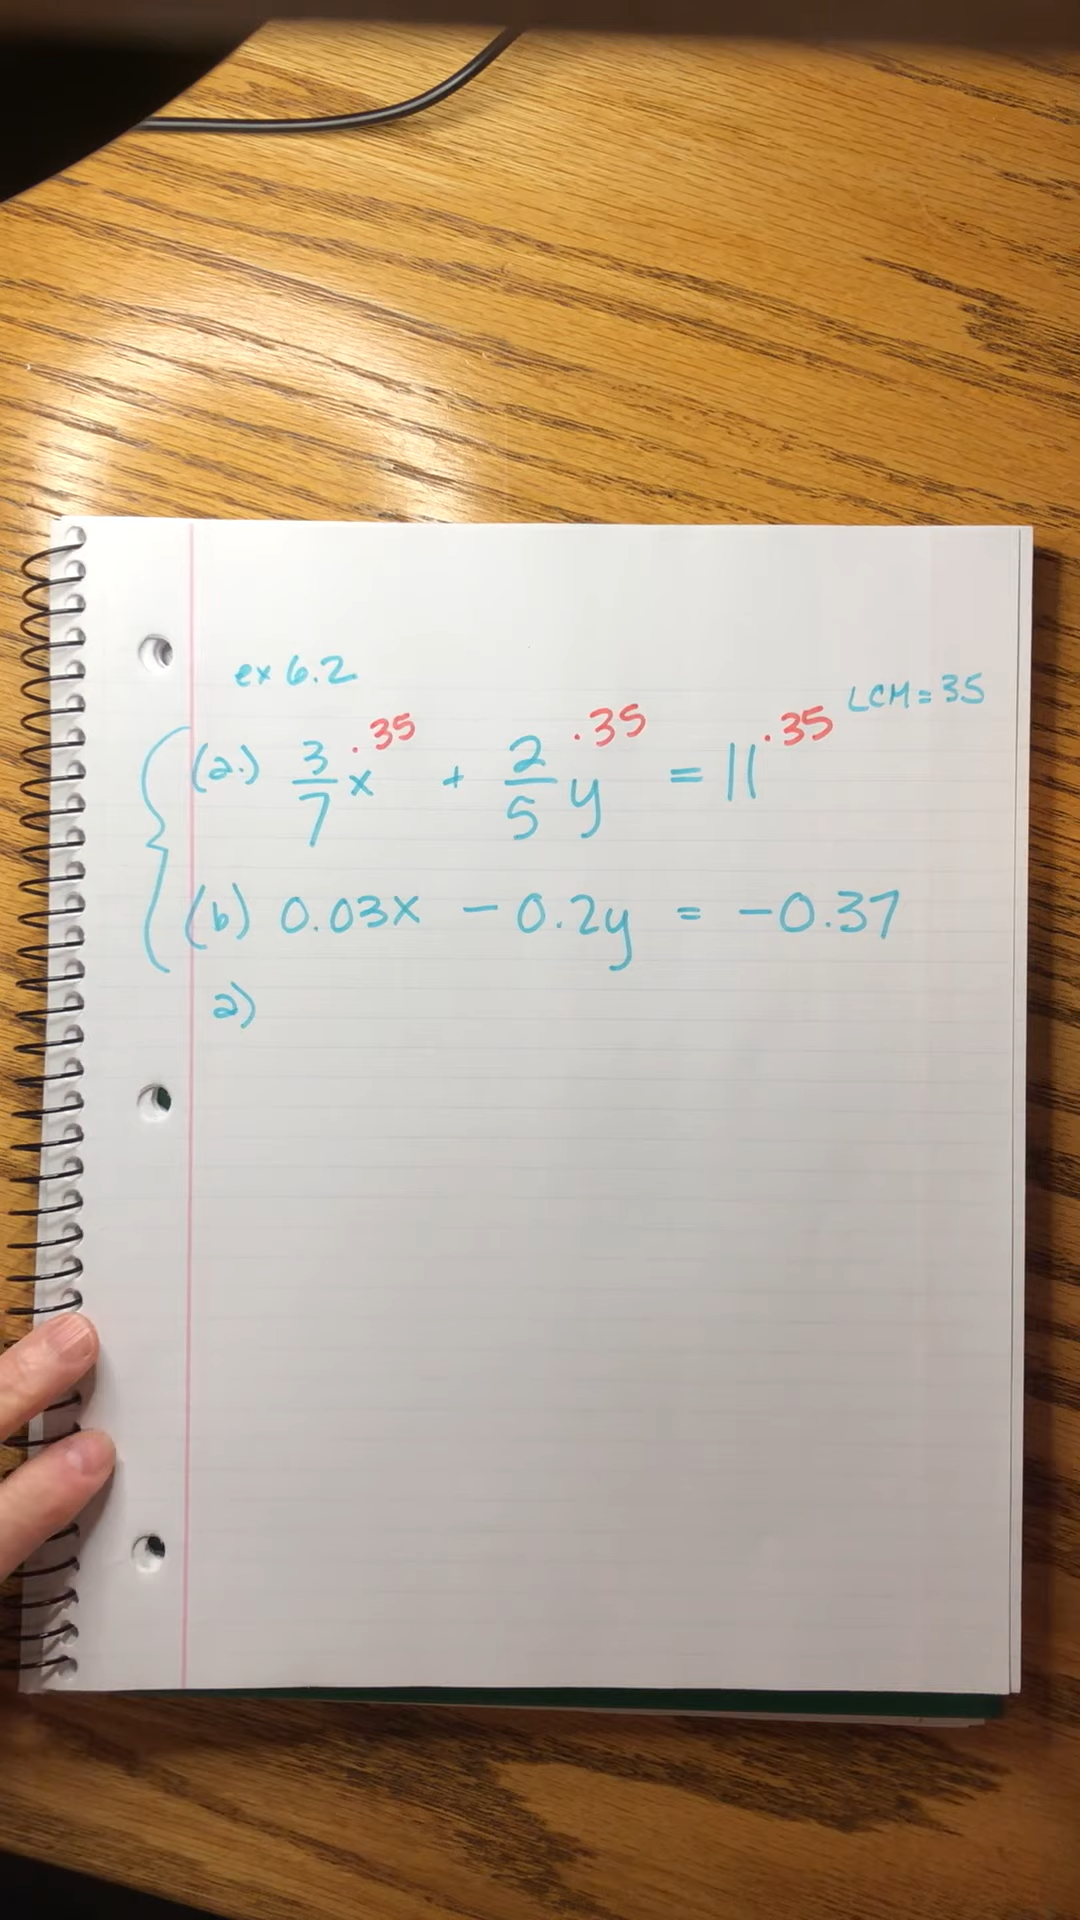 ex 6.2
LCM = 35
(a.) 3/7 x · 35 + 2/5 y · 35 = 11 · 35
(b) 0.03x - 0.2y = -0.37
a)